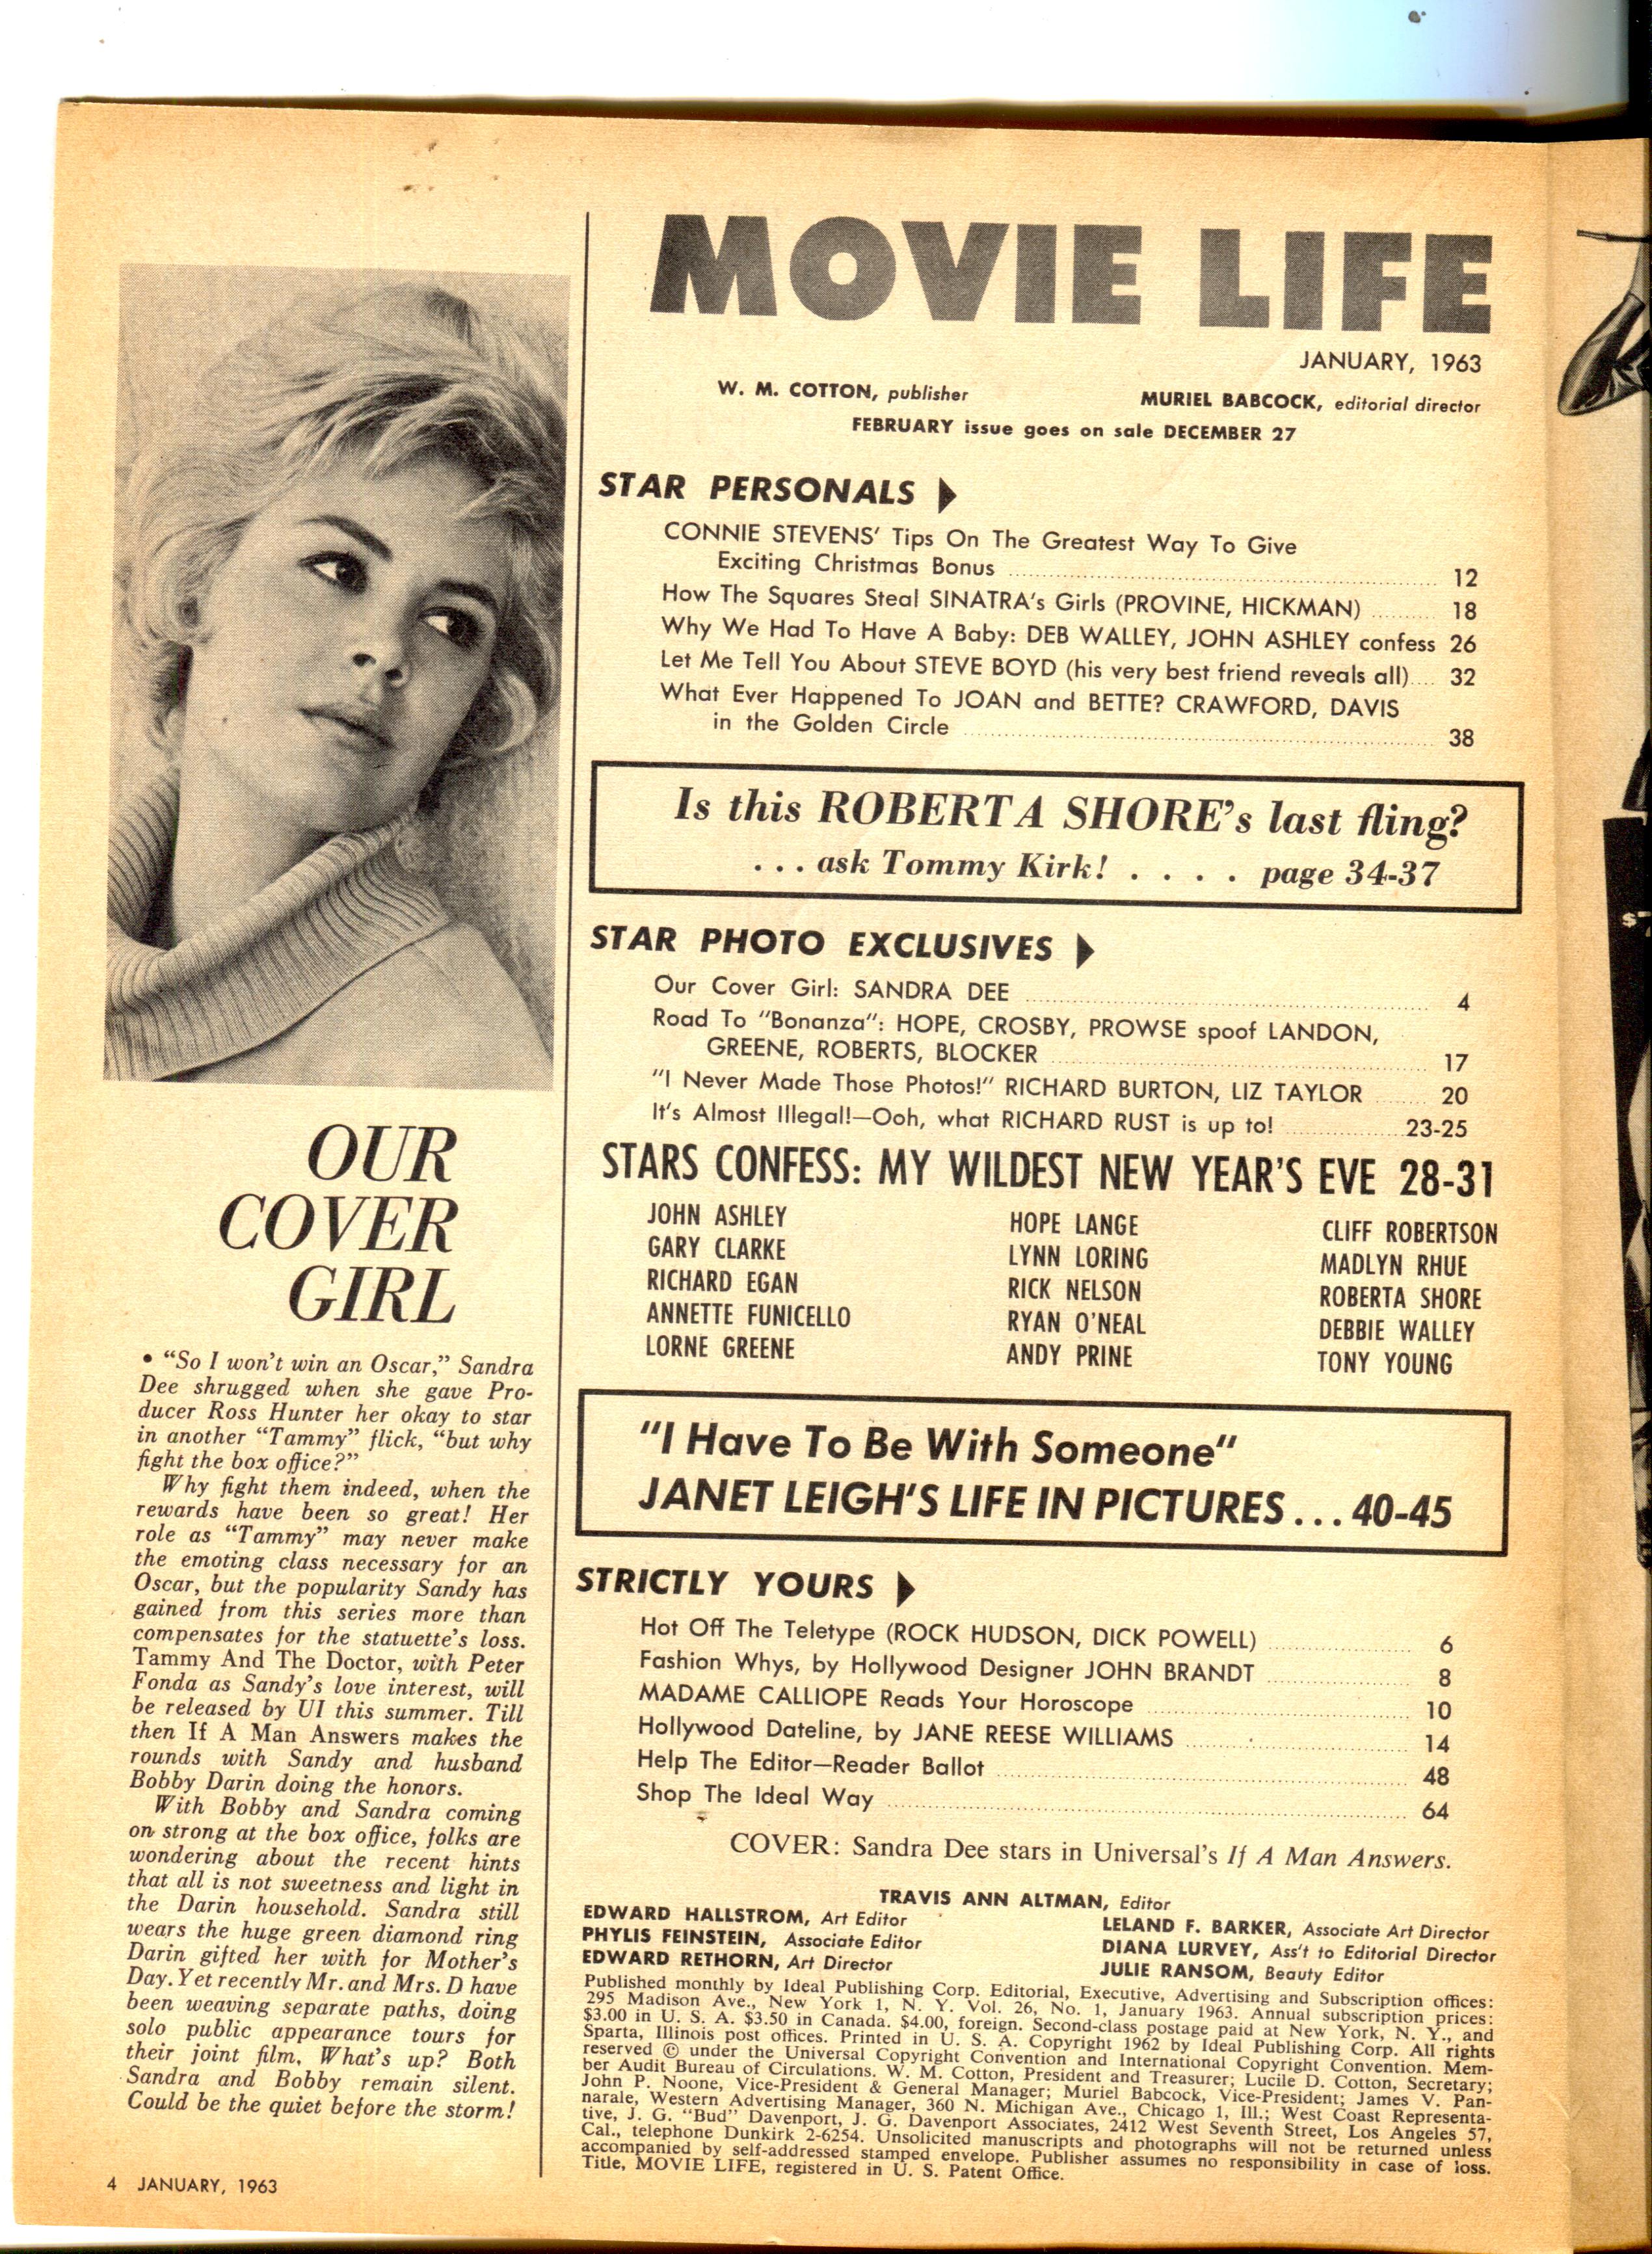 MOVIE LIFE
JANUARY, 1963
W. M. COTTON, publisher
MURIEL BABCOCK, editorial director
FEBRUARY issue goes on sale DECEMBER 27
STAR PERSONALS
CONNIE STEVENS' Tips On The Greatest Way To Give
Exciting Christmas Bonus 12
How The Squares Steal SINATRA's Girls (PROVINE, HICKMAN) 18
Why We Had To Have A Baby: DEB WALLEY, JOHN ASHLEY confess 26
Let Me Tell You About STEVE BOYD (his very best friend reveals all) 32
What Ever Happened To JOAN and BETTE? CRAWFORD, DAVIS
in the Golden Circle 38
Is this ROBERTA SHORE's last fling?
... ask Tommy Kirk! . . . . page 34-37
STAR PHOTO EXCLUSIVES
Our Cover Girl: SANDRA DEE 4
Road To "Bonanza": HOPE, CROSBY, PROWSE spoof LANDON,
GREENE, ROBERTS, BLOCKER 17
"I Never Made Those Photos!" RICHARD BURTON, LIZ TAYLOR 20
It's Almost Illegal!—Ooh, what RICHARD RUST is up to! 23-25
STARS CONFESS: MY WILDEST NEW YEAR'S EVE 28-31
JOHN ASHLEY
GARY CLARKE
RICHARD EGAN
ANNETTE FUNICELLO
LORNE GREENE
HOPE LANGE
LYNN LORING
RICK NELSON
RYAN O'NEAL
ANDY PRINE
CLIFF ROBERTSON
MADLYN RHUE
ROBERTA SHORE
DEBBIE WALLEY
TONY YOUNG
"I Have To Be With Someone"
JANET LEIGH'S LIFE IN PICTURES ... 40-45
STRICTLY YOURS
Hot Off The Teletype (ROCK HUDSON, DICK POWELL) 6
Fashion Whys, by Hollywood Designer JOHN BRANDT 8
MADAME CALLIOPE Reads Your Horoscope 10
Hollywood Dateline, by JANE REESE WILLIAMS 14
Help The Editor—Reader Ballot 48
Shop The Ideal Way 64
COVER: Sandra Dee stars in Universal's If A Man Answers.
TRAVIS ANN ALTMAN, Editor
EDWARD HALLSTROM, Art Editor
PHYLIS FEINSTEIN, Associate Editor
EDWARD RETHORN, Art Director
LELAND F. BARKER, Associate Art Director
DIANA LURVEY, Ass't to Editorial Director
JULIE RANSOM, Beauty Editor
Published monthly by Ideal Publishing Corp. Editorial, Executive, Advertising and Subscription offices:
295 Madison Ave., New York 1, N. Y. Vol. 26, No. 1, January 1963. Annual subscription prices:
$3.00 in U. S. A. $3.50 in Canada. $4.00, foreign. Second-class postage paid at New York, N. Y., and
Sparta, Illinois post offices. Printed in U. S. A. Copyright 1962 by Ideal Publishing Corp. All rights
reserved © under the Universal Copyright Convention and International Copyright Convention. Mem-
ber Audit Bureau of Circulations. W. M. Cotton, President and Treasurer; Lucile D. Cotton, Secretary;
John P. Noone, Vice-President & General Manager; Muriel Babcock, Vice-President; James V. Pan-
narale, Western Advertising Manager, 360 N. Michigan Ave., Chicago 1, Ill.; West Coast Representa-
tive, J. G. "Bud" Davenport, J. G. Davenport Associates, 2412 West Seventh Street, Los Angeles 57,
Cal., telephone Dunkirk 2-6254. Unsolicited manuscripts and photographs will not be returned unless
accompanied by self-addressed stamped envelope. Publisher assumes no responsibility in case of loss.
Title, MOVIE LIFE, registered in U. S. Patent Office.
OUR
COVER
GIRL
• "So I won't win an Oscar," Sandra
Dee shrugged when she gave Pro-
ducer Ross Hunter her okay to star
in another "Tammy" flick, "but why
fight the box office?"
Why fight them indeed, when the
rewards have been so great! Her
role as "Tammy" may never make
the emoting class necessary for an
Oscar, but the popularity Sandy has
gained from this series more than
compensates for the statuette's loss.
Tammy And The Doctor, with Peter
Fonda as Sandy's love interest, will
be released by UI this summer. Till
then If A Man Answers makes the
rounds with Sandy and husband
Bobby Darin doing the honors.
With Bobby and Sandra coming
on strong at the box office, folks are
wondering about the recent hints
that all is not sweetness and light in
the Darin household. Sandra still
wears the huge green diamond ring
Darin gifted her with for Mother's
Day. Yet recently Mr. and Mrs. D have
been weaving separate paths, doing
solo public appearance tours for
their joint film. What's up? Both
Sandra and Bobby remain silent.
Could be the quiet before the storm!
4 JANUARY, 1963